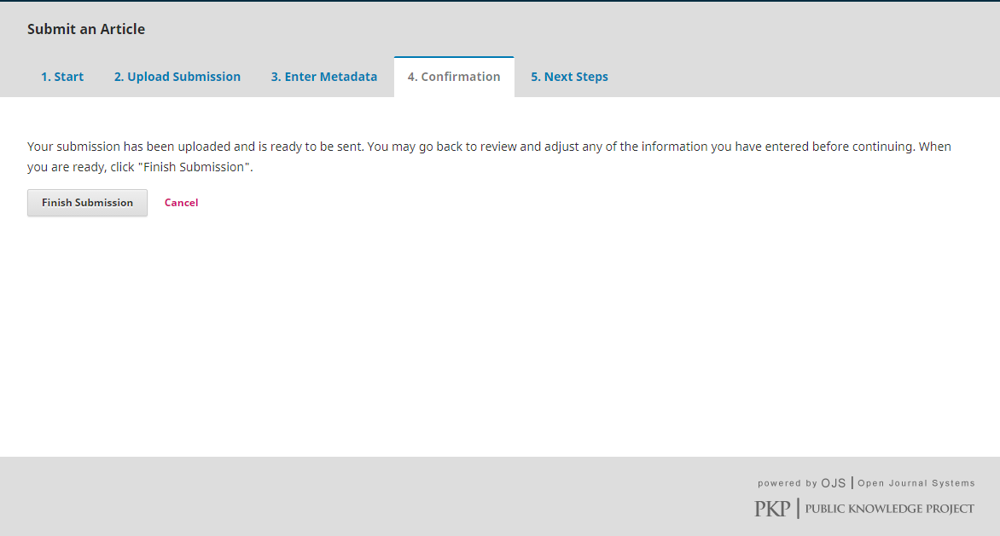 Submit an Article
1. Start 2. Upload Submission 3. Enter Metadata 4. Confirmation 5. Next Steps
Your submission has been uploaded and is ready to be sent. You may go back to review and adjust any of the information you have entered before continuing. When
you are ready, click "Finish Submission".
Finish Submission Cancel
powered by OJS | Open Journal Systems
PKP | PUBLIC KNOWLEDGE PROJECT